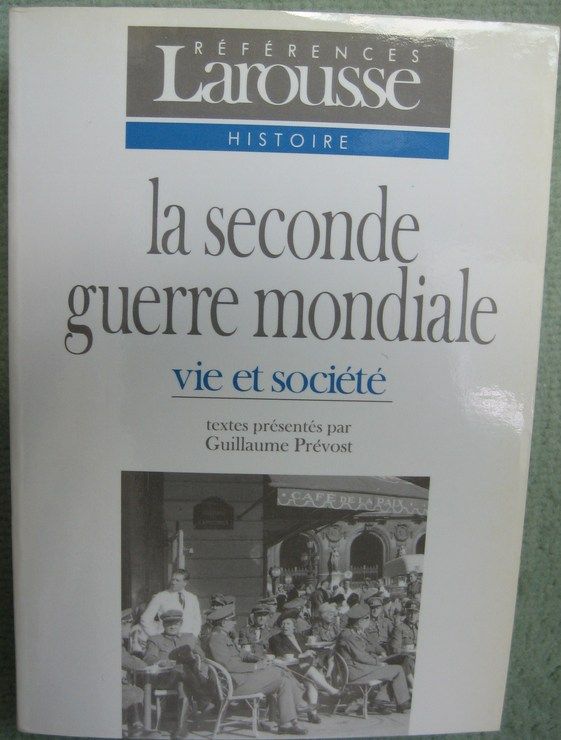 RÉFÉRENCES
Larousse
HISTOIRE
la seconde
guerre mondiale
vie et société
textes présentés par
Guillaume Prévost
CAFÉ DE LA PAIX